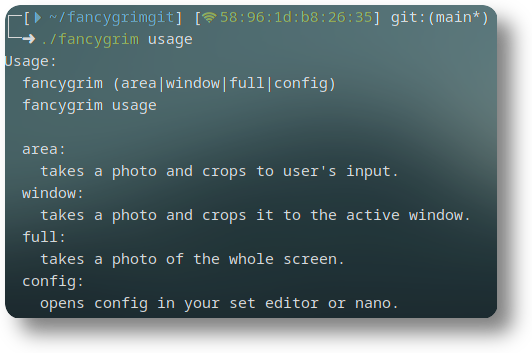 [ ~/fancygrimgit] [58:96:1d:b8:26:35] git:(main*)
./fancygrim usage
Usage:
fancygrim (area|window|full|config)
fancygrim usage
area:
takes a photo and crops to user's input.
window:
takes a photo and crops it to the active window.
full:
takes a photo of the whole screen.
config:
opens config in your set editor or nano.